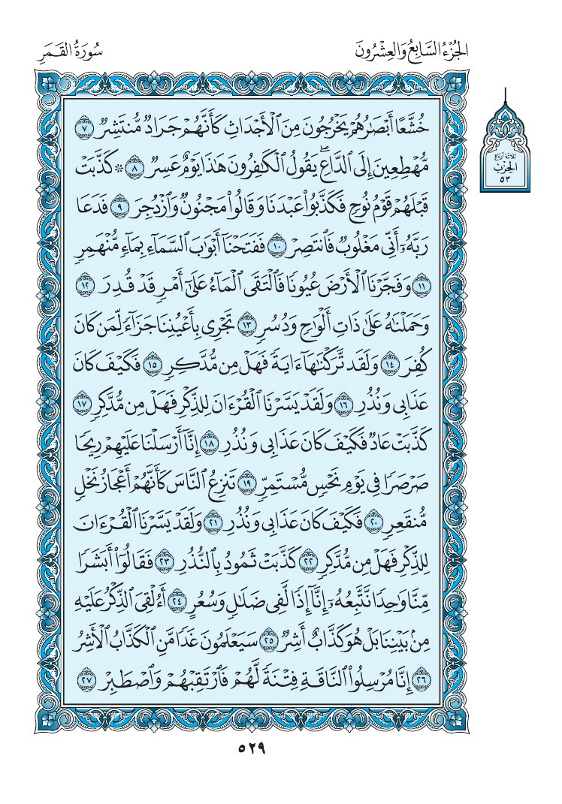 سُورَةُ القَمَرِ
الجُزْءُ السَّابِعُ وَالعِشْرُونَ
ثلاثة أرباع
الحزب
٥٣
خُشَّعًا أَبْصَٰرُهُمْ يَخْرُجُونَ مِنَ ٱلْأَجْدَاثِ كَأَنَّهُمْ جَرَادٌ مُّنتَشِرٌ ٧
مُّهْطِعِينَ إِلَى ٱلدَّاعِ ۖ يَقُولُ ٱلْكَٰفِرُونَ هَٰذَا يَوْمٌ عَسِرٌ ٨ ۞ كَذَّبَتْ
قَبْلَهُمْ قَوْمُ نُوحٍ فَكَذَّبُوا۟ عَبْدَنَا وَقَالُوا۟ مَجْنُونٌ وَٱزْدُجِرَ ٩ فَدَعَا
رَبَّهُۥٓ أَنِّى مَغْلُوبٌ فَٱنتَصِرْ ١٠ فَفَتَحْنَآ أَبْوَٰبَ ٱلسَّمَآءِ بِمَآءٍ مُّنْهَمِرٍ
١١ وَفَجَّرْنَا ٱلْأَرْضَ عُيُونًا فَٱلْتَقَى ٱلْمَآءُ عَلَىٰٓ أَمْرٍ قَدْ قُدِرَ ١٢
وَحَمَلْنَٰهُ عَلَىٰ ذَاتِ أَلْوَٰحٍ وَدُسُرٍ ١٣ تَجْرِى بِأَعْيُنِنَا جَزَآءً لِّمَن كَانَ
كُفِرَ ١٤ وَلَقَد تَّرَكْنَٰهَآ ءَايَةً فَهَلْ مِن مُّدَّكِرٍ ١٥ فَكَيْفَ كَانَ
عَذَابِى وَنُذُرِ ١٦ وَلَقَدْ يَسَّرْنَا ٱلْقُرْءَانَ لِلذِّكْرِ فَهَلْ مِن مُّدَّكِرٍ ١٧
كَذَّبَتْ عَادٌ فَكَيْفَ كَانَ عَذَابِى وَنُذُرِ ١٨ إِنَّآ أَرْسَلْنَا عَلَيْهِمْ رِيحًا
صَرْصَرًا فِى يَوْمِ نَحْسٍ مُّسْتَمِرٍّ ١٩ تَنزِعُ ٱلنَّاسَ كَأَنَّهُمْ أَعْجَازُ نَخْلٍ
مُّنقَعِرٍ ٢٠ فَكَيْفَ كَانَ عَذَابِى وَنُذُرِ ٢١ وَلَقَدْ يَسَّرْنَا ٱلْقُرْءَانَ
لِلذِّكْرِ فَهَلْ مِن مُّدَّكِرٍ ٢٢ كَذَّبَتْ ثَمُودُ بِٱلنُّذُرِ ٢٣ فَقَالُوٓا۟ أَبَشَرًا
مِّنَّا وَٰحِدًا نَّتَّبِعُهُۥٓ إِنَّآ إِذًا لَّفِى ضَلَٰلٍ وَسُعُرٍ ٢٤ أَءُلْقِىَ ٱلذِّكْرُ عَلَيْهِ
مِنۢ بَيْنِنَا بَلْ هُوَ كَذَّابٌ أَشِرٌ ٢٥ سَيَعْلَمُونَ غَدًا مَّنِ ٱلْكَذَّابُ ٱلْأَشِرُ
٢٦ إِنَّا مُرْسِلُوا۟ ٱلنَّاقَةِ فِتْنَةً لَّهُمْ فَٱرْتَقِبْهُمْ وَٱصْطَبِرْ ٢٧
٥٢٩